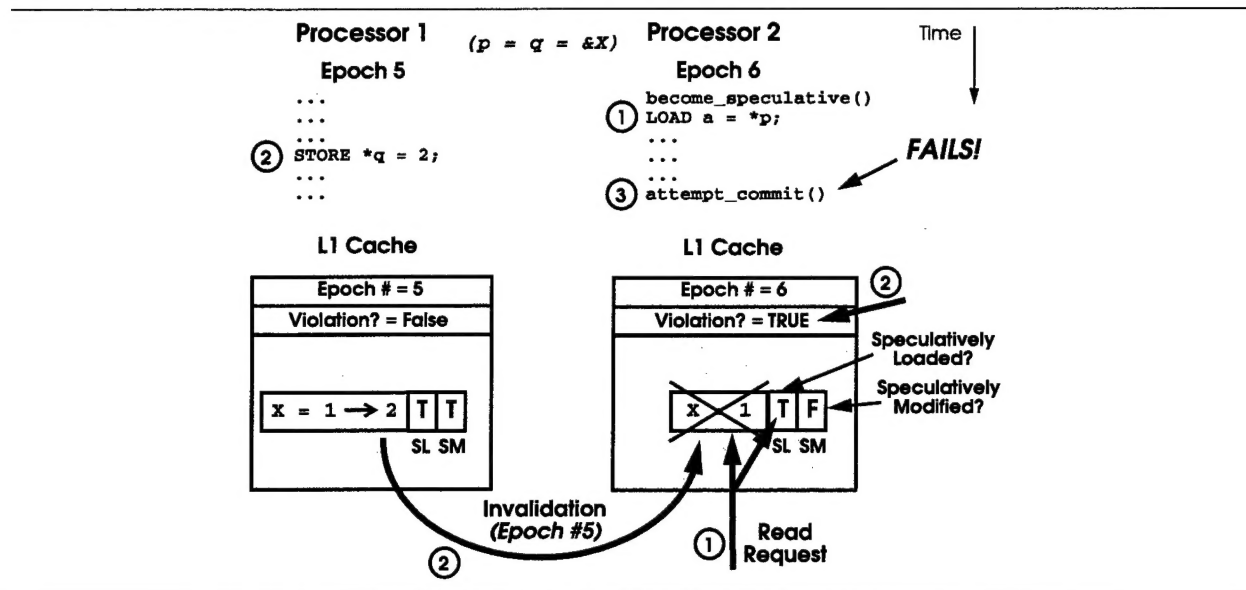 Processor 1
(p = q = &X)
Processor 2
Time
Epoch 5
Epoch 6
...
...
...
② STORE *q = 2;
...
...
become_speculative()
① LOAD a = *p;
...
...
...
③ attempt_commit()
FAILS!
L1 Cache
Epoch # = 5
Violation? = False
X = 1 → 2 T T
SL SM
L1 Cache
Epoch # = 6
②
Violation? = TRUE
Speculatively
Loaded?
Speculatively
Modified?
X 1 T F
SL SM
Invalidation
(Epoch #5)
②
① Read
Request